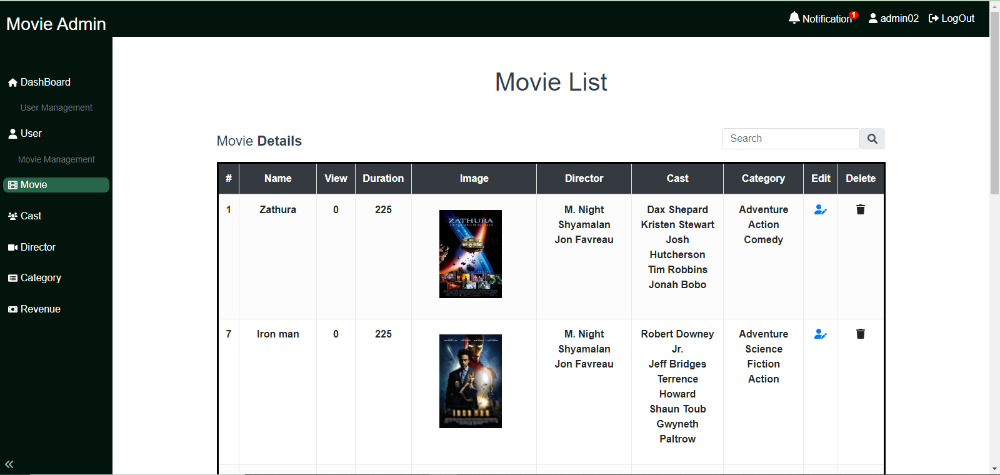 Movie Admin
Notification 1
admin02
LogOut
DashBoard
User Management
User
Movie Management
Movie
Cast
Director
Category
Revenue
Movie List
Movie Details
Search
# Name View Duration Image Director Cast Category Edit Delete
1 Zathura 0 225
ZATHURA
M. Night
Shyamalan
Jon Favreau
Dax Shepard
Kristen Stewart
Josh
Hutcherson
Tim Robbins
Jonah Bobo
Adventure
Action
Comedy
7 Iron man 0 225
IRON MAN
M. Night
Shyamalan
Jon Favreau
Robert Downey
Jr.
Jeff Bridges
Terrence
Howard
Shaun Toub
Gwyneth
Paltrow
Adventure
Science
Fiction
Action